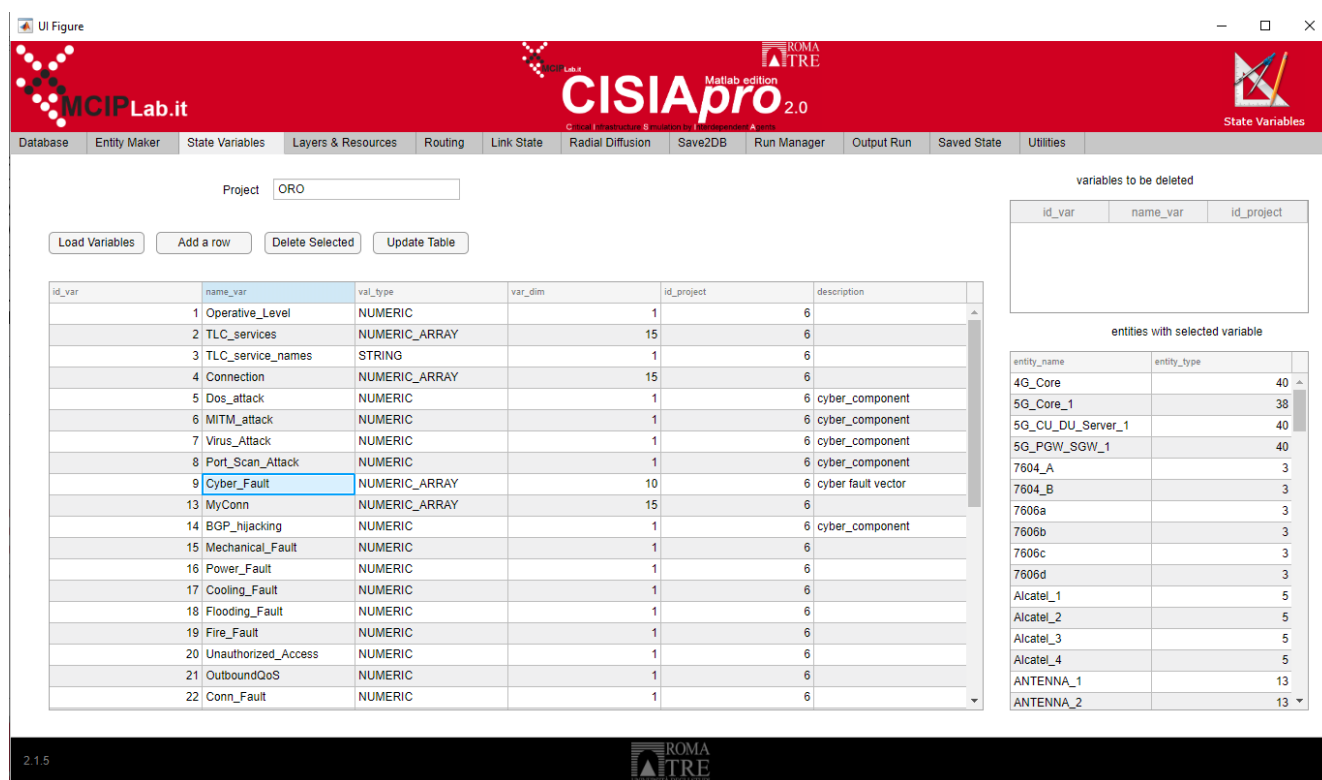 UI Figure
MCIPLab.it
MCIPLab.it
ROMA
TRE
CISIApro 2.0
Matlab edition
Critical Infrastructure Simulation by Interdependent Agents
State Variables
Database Entity Maker State Variables Layers & Resources Routing Link State Radial Diffusion Save2DB Run Manager Output Run Saved State Utilities
Project ORO
Load Variables Add a row Delete Selected Update Table
id_var name_var val_type var_dim id_project description
1 Operative_Level NUMERIC 1 6
2 TLC_services NUMERIC_ARRAY 15 6
3 TLC_service_names STRING 1 6
4 Connection NUMERIC_ARRAY 15 6
5 Dos_attack NUMERIC 1 6 cyber_component
6 MITM_attack NUMERIC 1 6 cyber_component
7 Virus_Attack NUMERIC 1 6 cyber_component
8 Port_Scan_Attack NUMERIC 1 6 cyber_component
9 Cyber_Fault NUMERIC_ARRAY 10 6 cyber fault vector
13 MyConn NUMERIC_ARRAY 15 6
14 BGP_hijacking NUMERIC 1 6 cyber_component
15 Mechanical_Fault NUMERIC 1 6
16 Power_Fault NUMERIC 1 6
17 Cooling_Fault NUMERIC 1 6
18 Flooding_Fault NUMERIC 1 6
19 Fire_Fault NUMERIC 1 6
20 Unauthorized_Access NUMERIC 1 6
21 OutboundQoS NUMERIC 1 6
22 Conn_Fault NUMERIC 1 6
variables to be deleted
id_var name_var id_project
entities with selected variable
entity_name entity_type
4G_Core 40
5G_Core_1 38
5G_CU_DU_Server_1 40
5G_PGW_SGW_1 40
7604_A 3
7604_B 3
7606a 3
7606b 3
7606c 3
7606d 3
Alcatel_1 5
Alcatel_2 5
Alcatel_3 5
Alcatel_4 5
ANTENNA_1 13
ANTENNA_2 13
2.1.5
ROMA
TRE